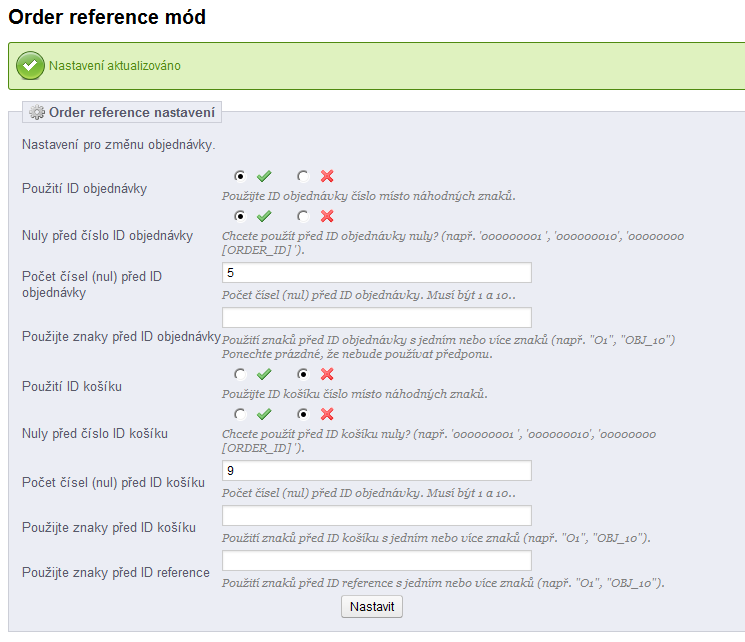 Order reference mód
Nastavení aktualizováno
Order reference nastavení
Nastavení pro změnu objednávky.
Použití ID objednávky
Použijte ID objednávky číslo místo náhodných znaků.
Nuly před číslo ID objednávky
Chcete použít před ID objednávky nuly? (např. '000000001 ', '000000010', '00000000
[ORDER_ID] ').
Počet čísel (nul) před ID
objednávky
5
Počet čísel (nul) před ID objednávky. Musí být 1 a 10..
Použijte znaky před ID objednávky
Použití znaků před ID objednávky s jedním nebo více znaků (např. "O1", "OBJ_10")
Ponechte prázdné, že nebude používat předponu.
Použití ID košíku
Použijte ID košíku číslo místo náhodných znaků.
Nuly před číslo ID košíku
Chcete použít před ID košíku nuly? (např. '000000001 ', '000000010', '00000000
[ORDER_ID] ').
Počet čísel (nul) před ID košíku
9
Počet čísel (nul) před ID objednávky. Musí být 1 a 10..
Použijte znaky před ID košíku
Použití znaků před ID košíku s jedním nebo více znaků (např. "O1", "OBJ_10").
Použijte znaky před ID reference
Použití znaků před ID reference s jedním nebo více znaků (např. "O1", "OBJ_10").
Nastavit